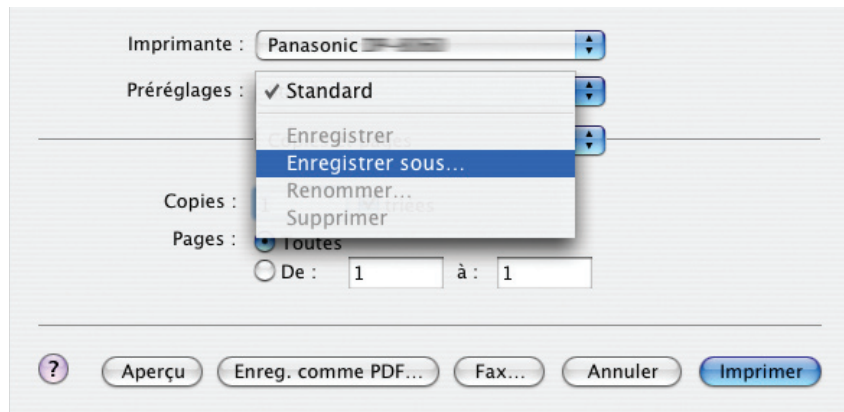 Imprimante : Panasonic
Préréglages : ✓ Standard
Enregistrer
Enregistrer sous...
Renommer...
Supprimer
Copies : triées
Pages : Toutes
De : 1 à : 1
? Aperçu Enreg. comme PDF... Fax... Annuler Imprimer